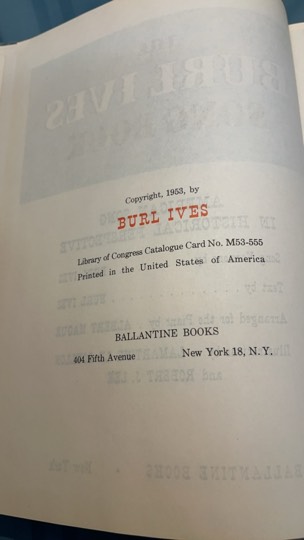 Copyright, 1953, by
BURL IVES
Library of Congress Catalogue Card No. M53-555
Printed in the United States of America
BALLANTINE BOOKS
404 Fifth Avenue New York 18, N. Y.